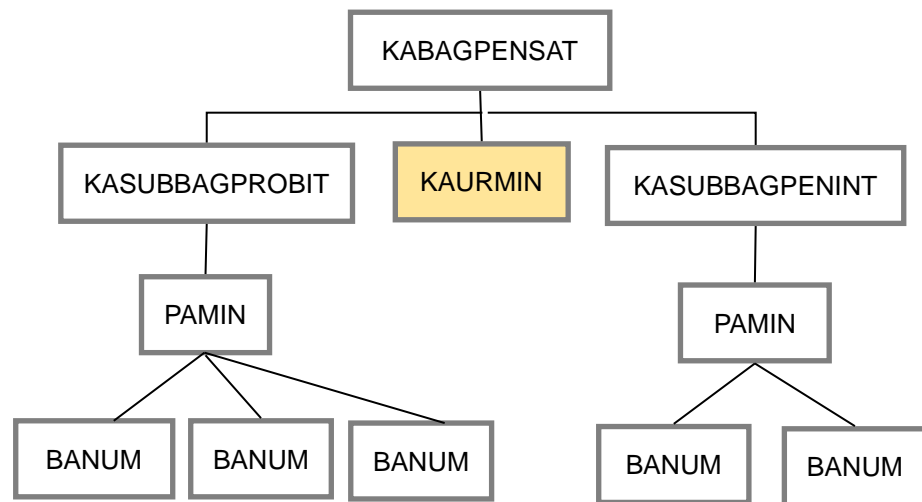 KABAGPENSAT
KASUBBAGPROBIT
KAURMIN
KASUBBAGPENINT
PAMIN
PAMIN
BANUM
BANUM
BANUM
BANUM
BANUM